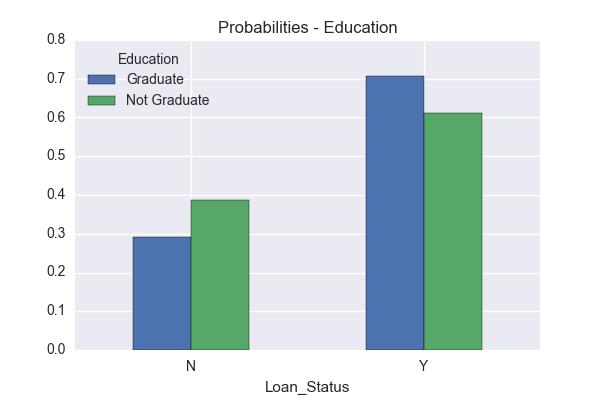 Probabilities - Education
0.8
0.7
0.6
0.5
0.4
0.3
0.2
0.1
0.0
Education
Graduate
Not Graduate
N Y
Loan_Status